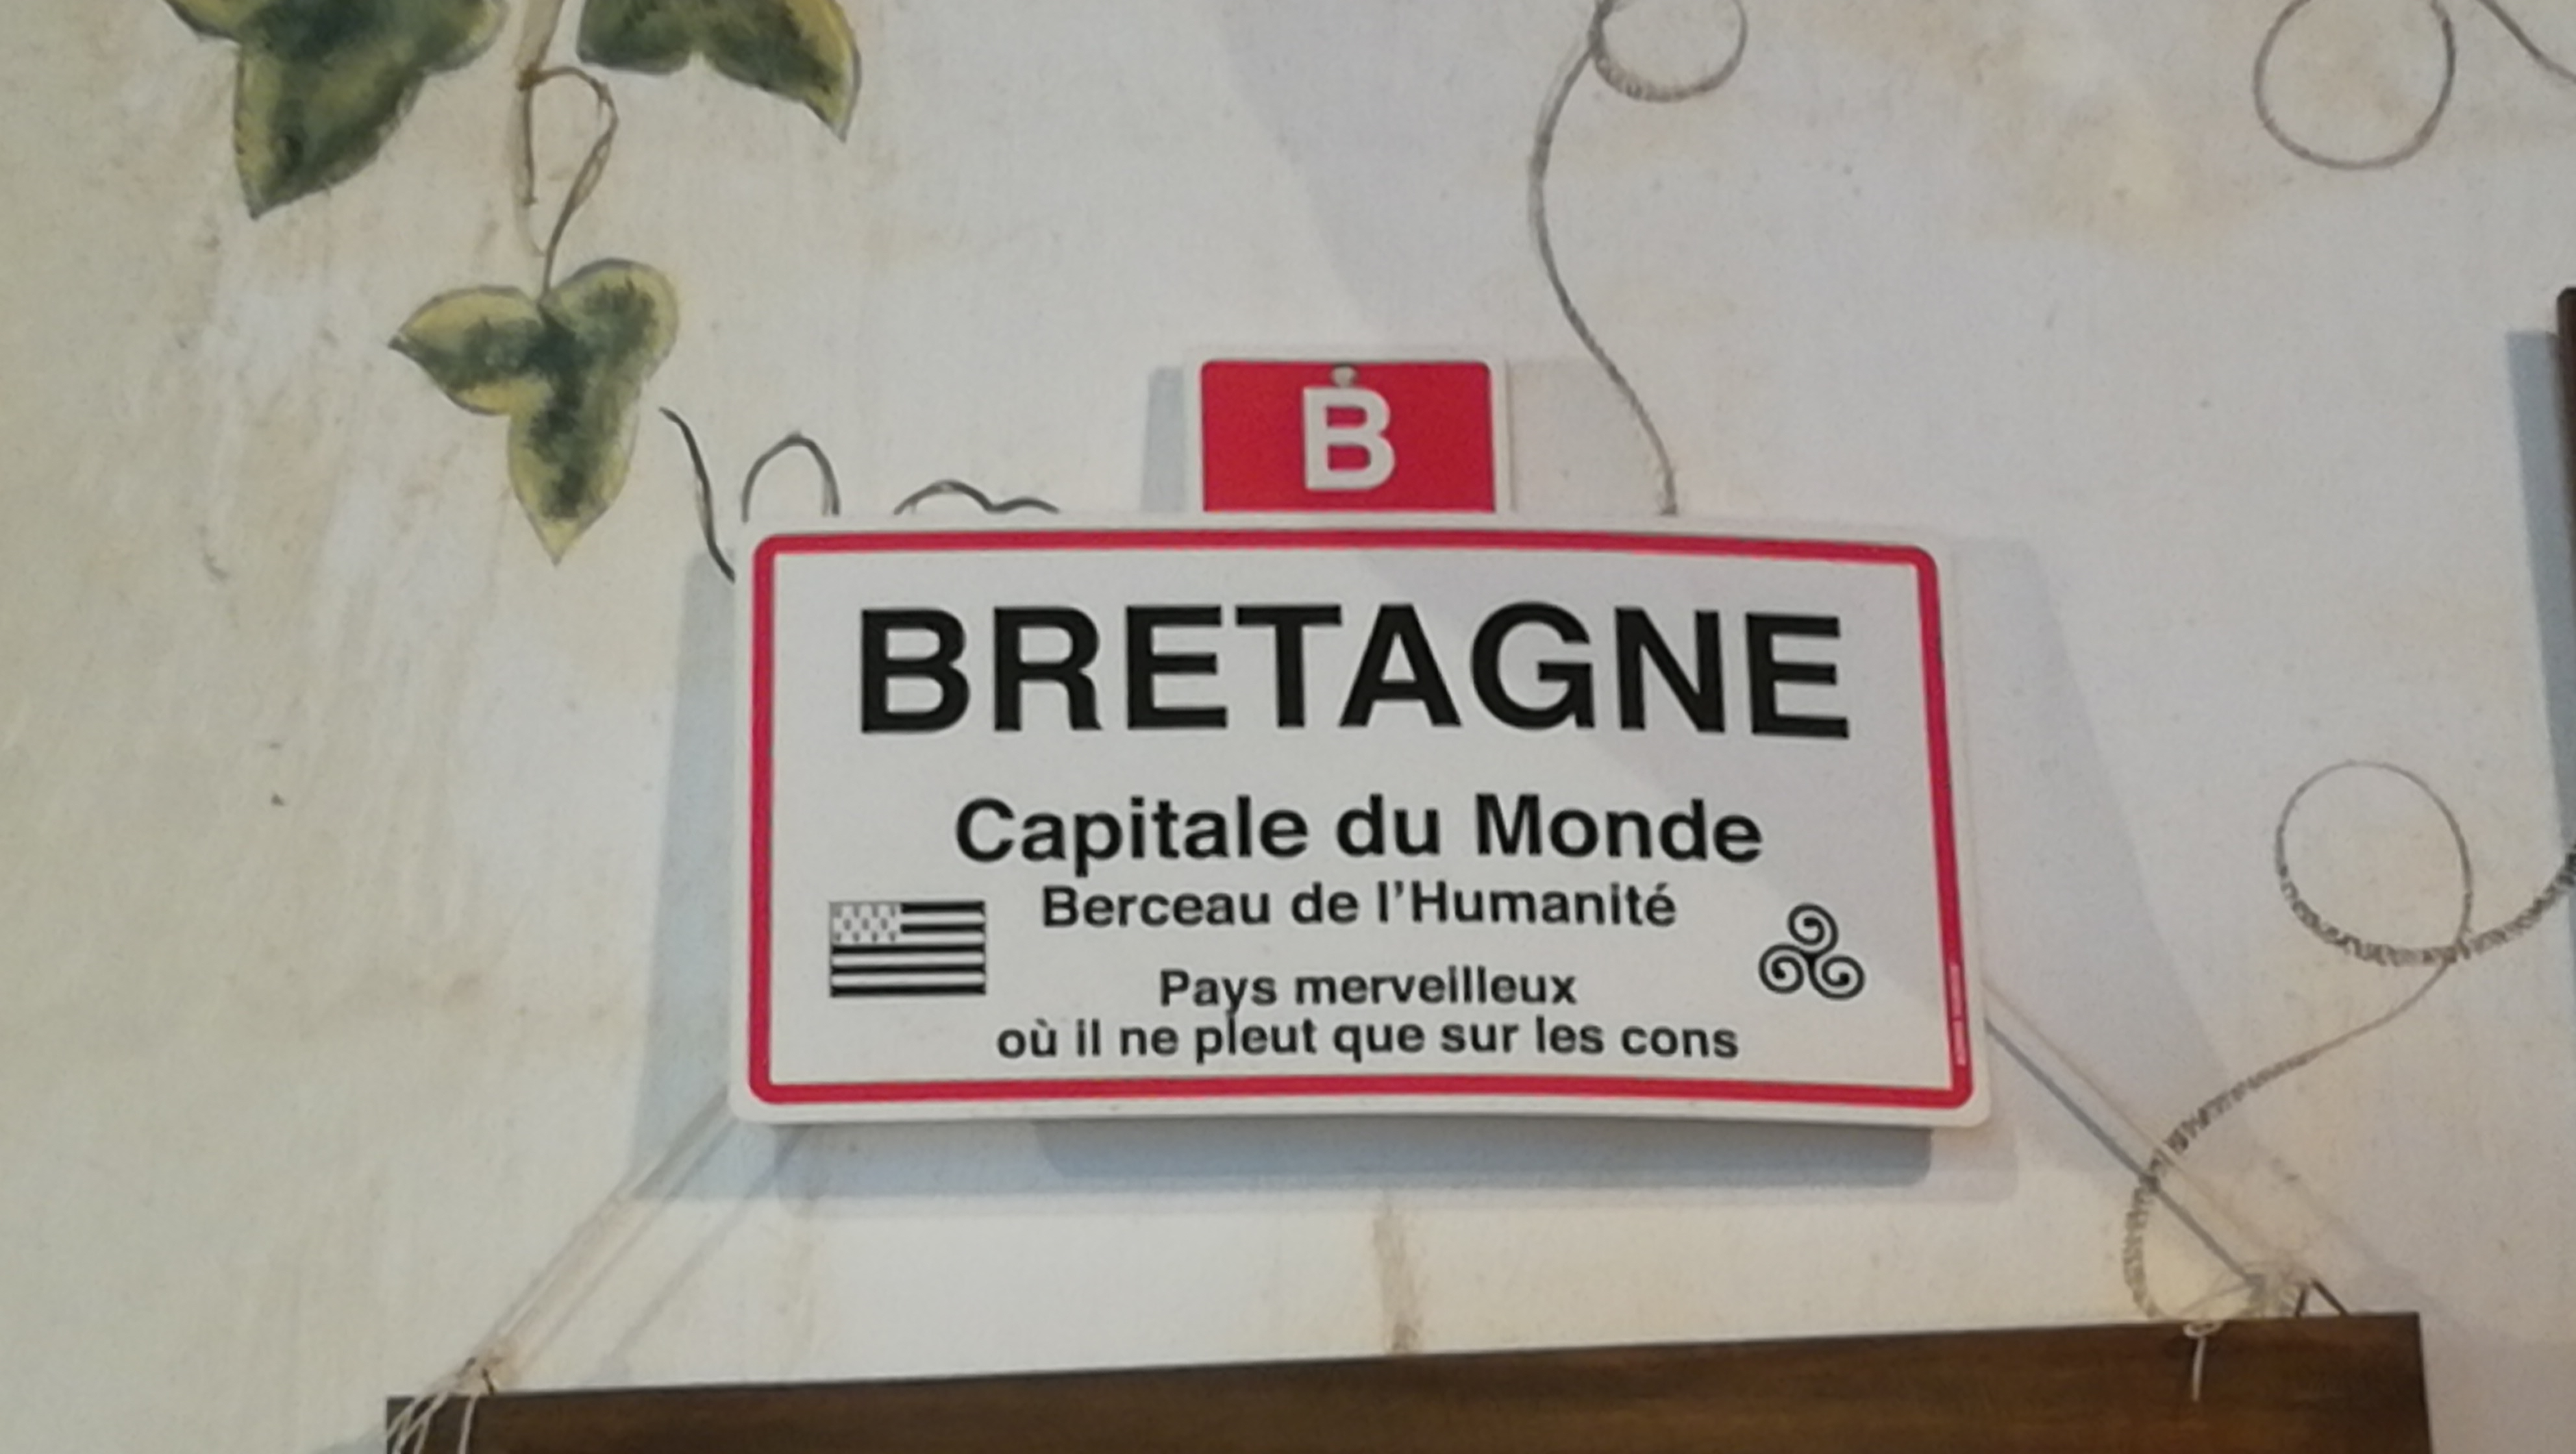 B
BRETAGNE
Capitale du Monde
Berceau de l'Humanité
Pays merveilleux
où il ne pleut que sur les cons